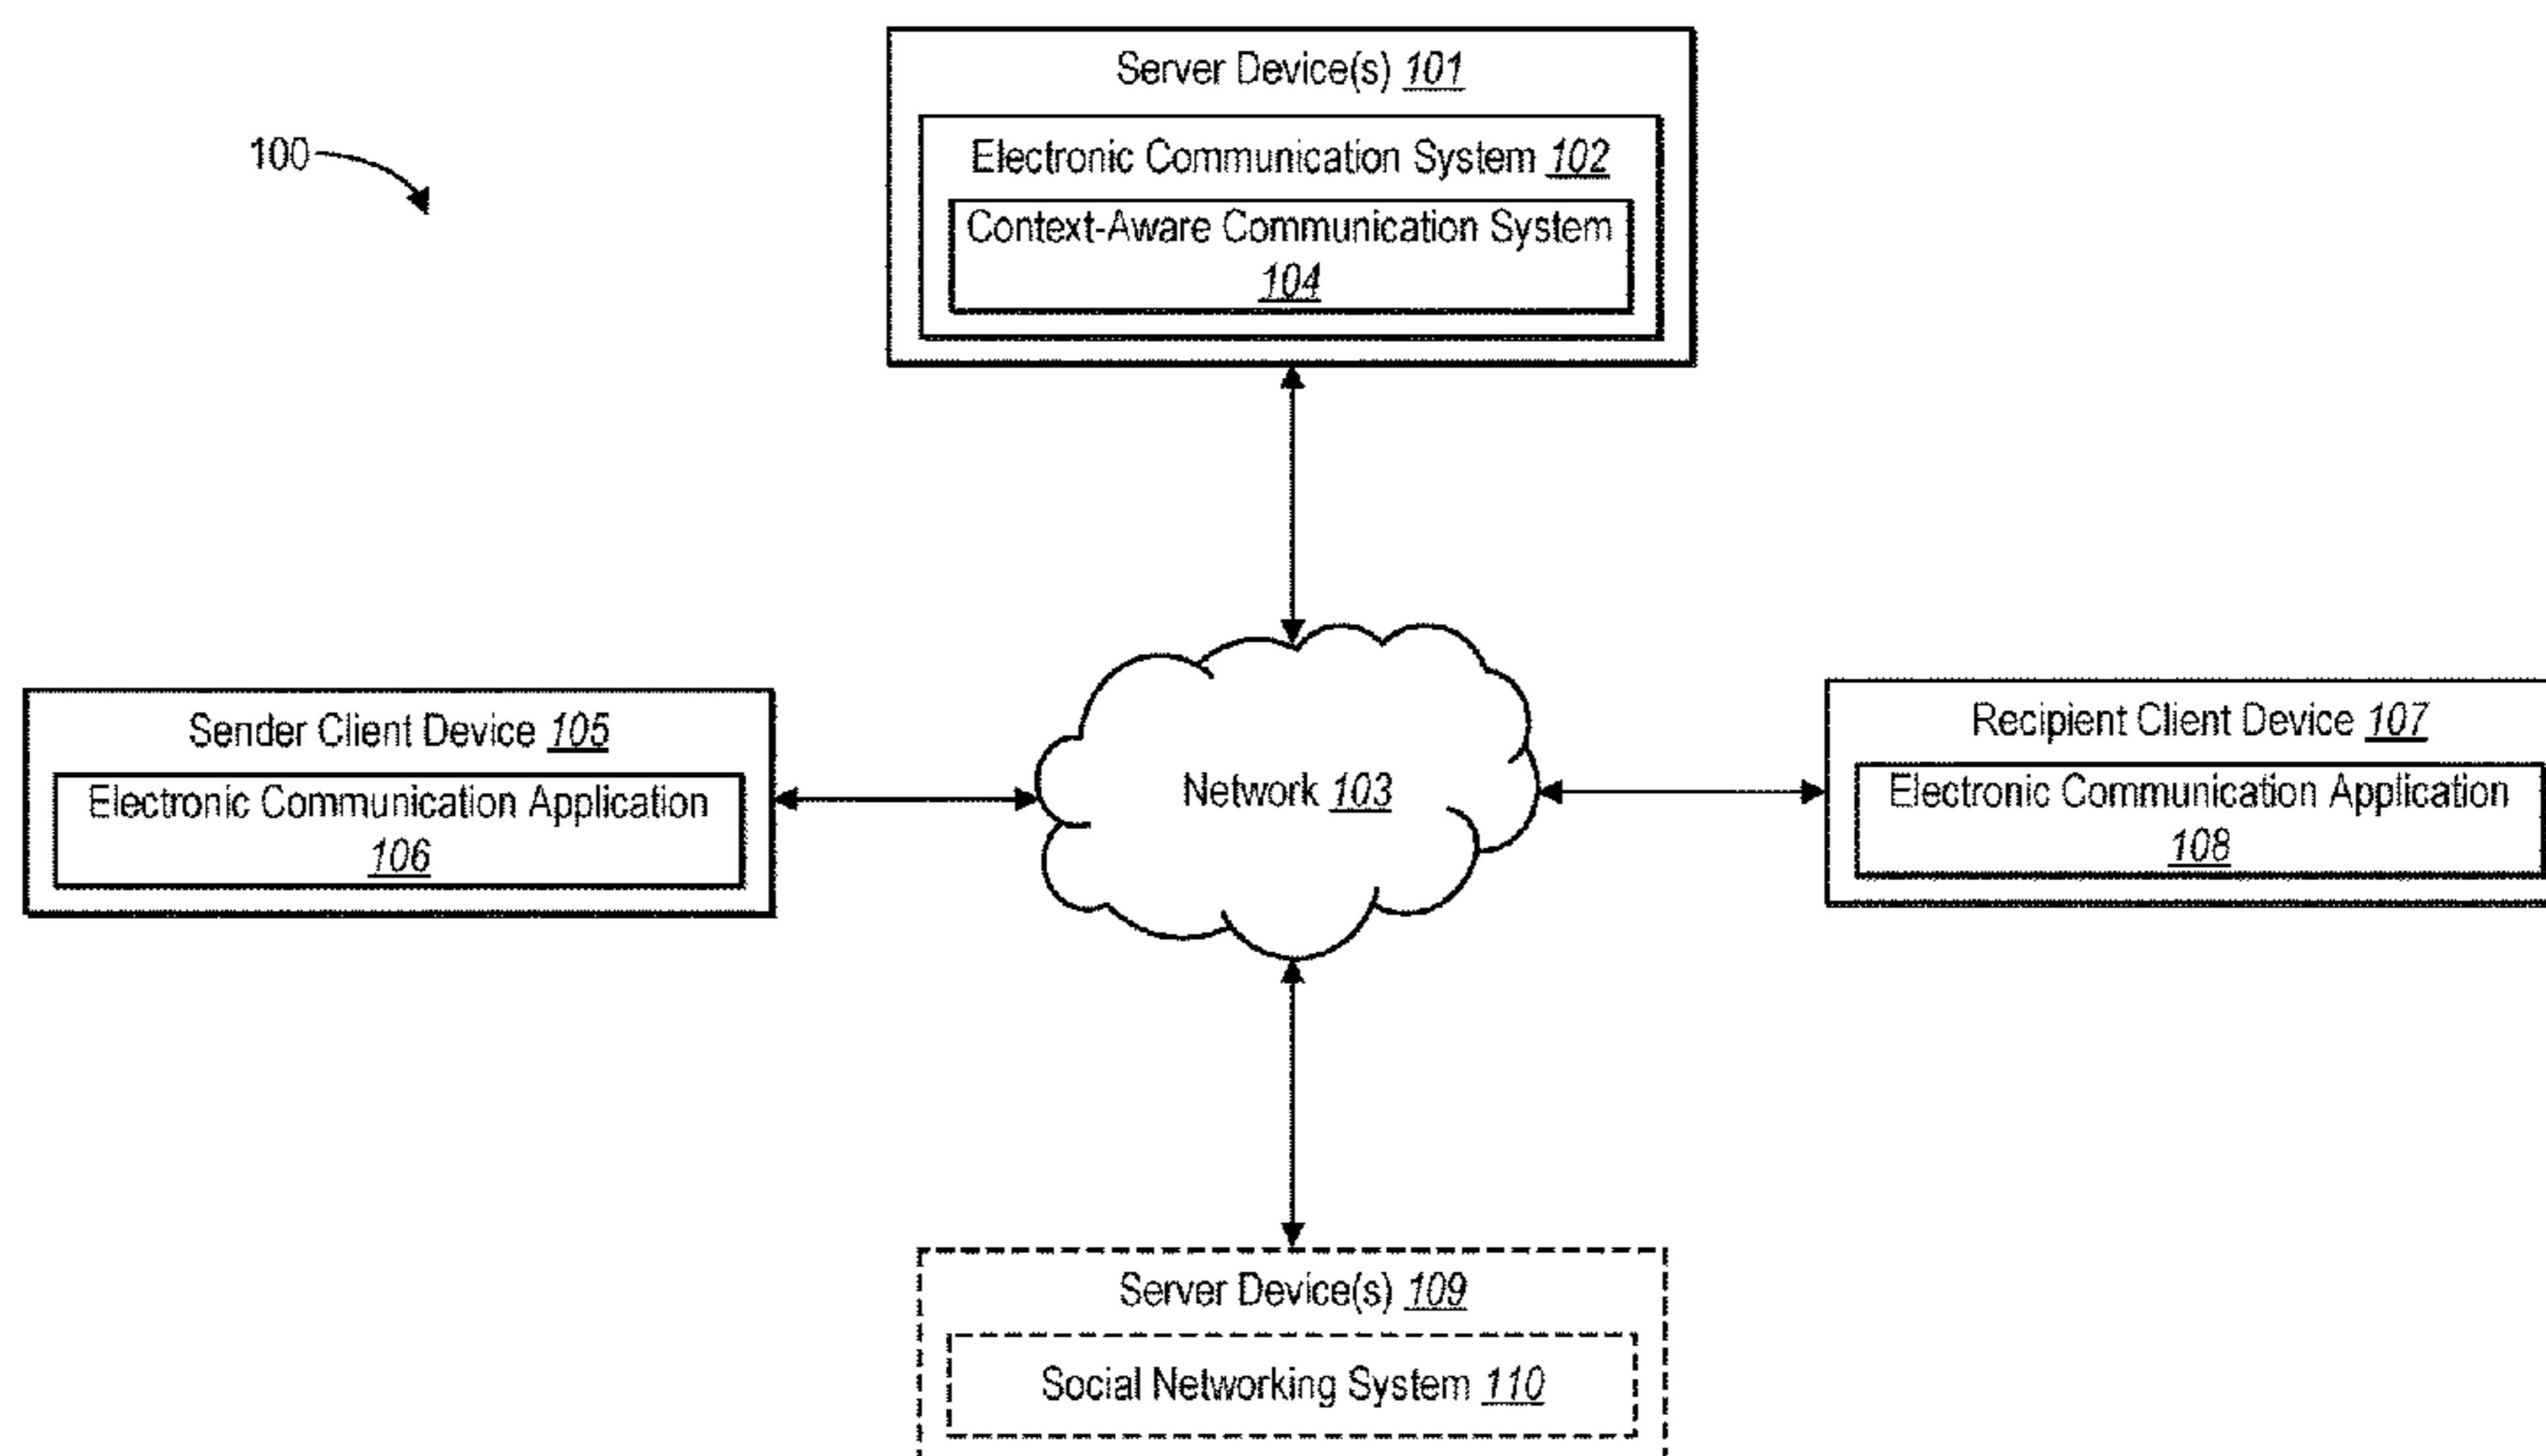 Server Device(s) 101
100
Electronic Communication System 102
Context-Aware Communication System
104
Sender Client Device 105
Electronic Communication Application
106
Network 103
Recipient Client Device 107
Electronic Communication Application
108
Server Device(s) 109
Social Networking System 110